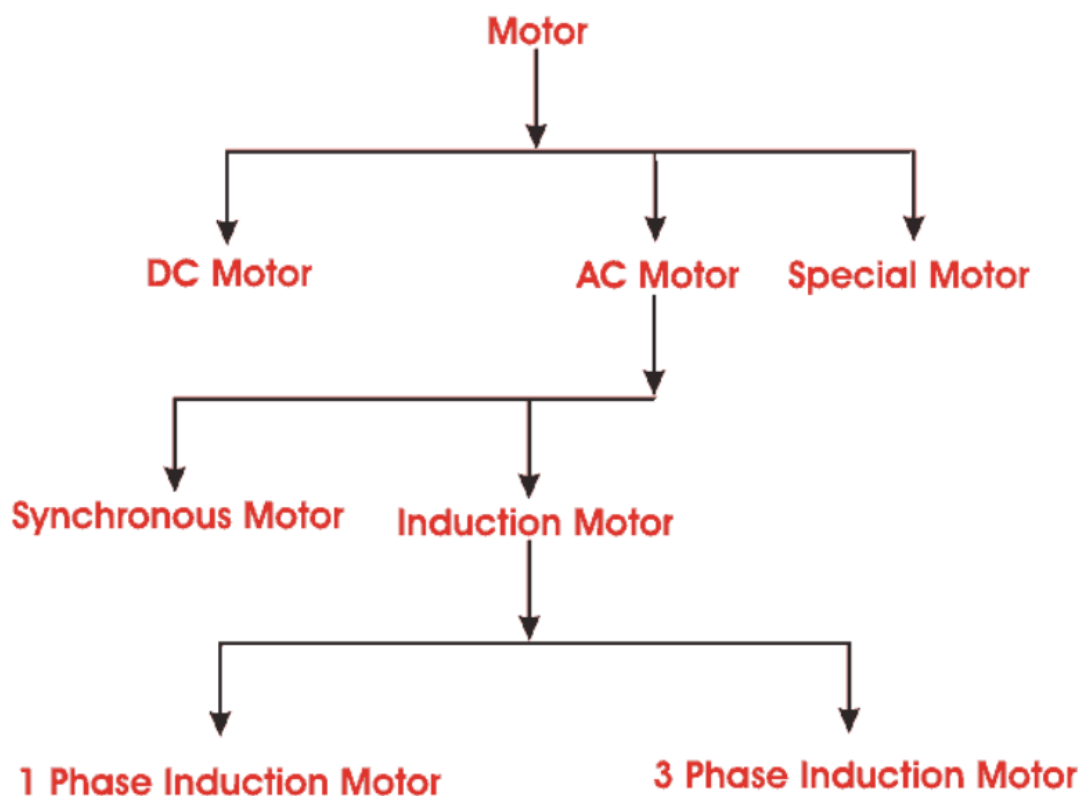 Motor
DC Motor
AC Motor
Special Motor
Synchronous Motor
Induction Motor
1 Phase Induction Motor
3 Phase Induction Motor